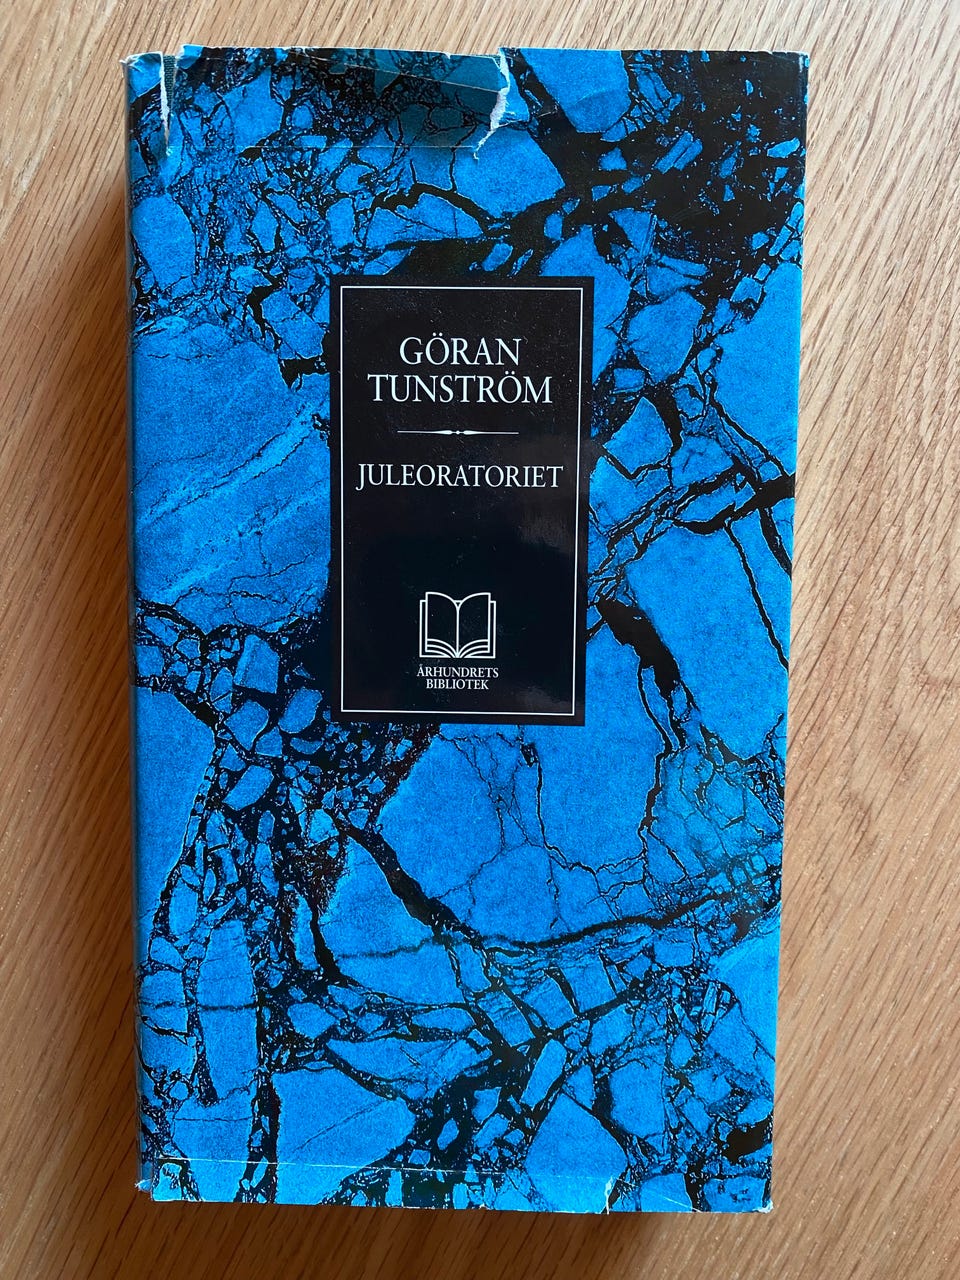 GÖRAN
TUNSTRÖM
JULEORATORIET
ÅRHUNDRETS
BIBLIOTEK